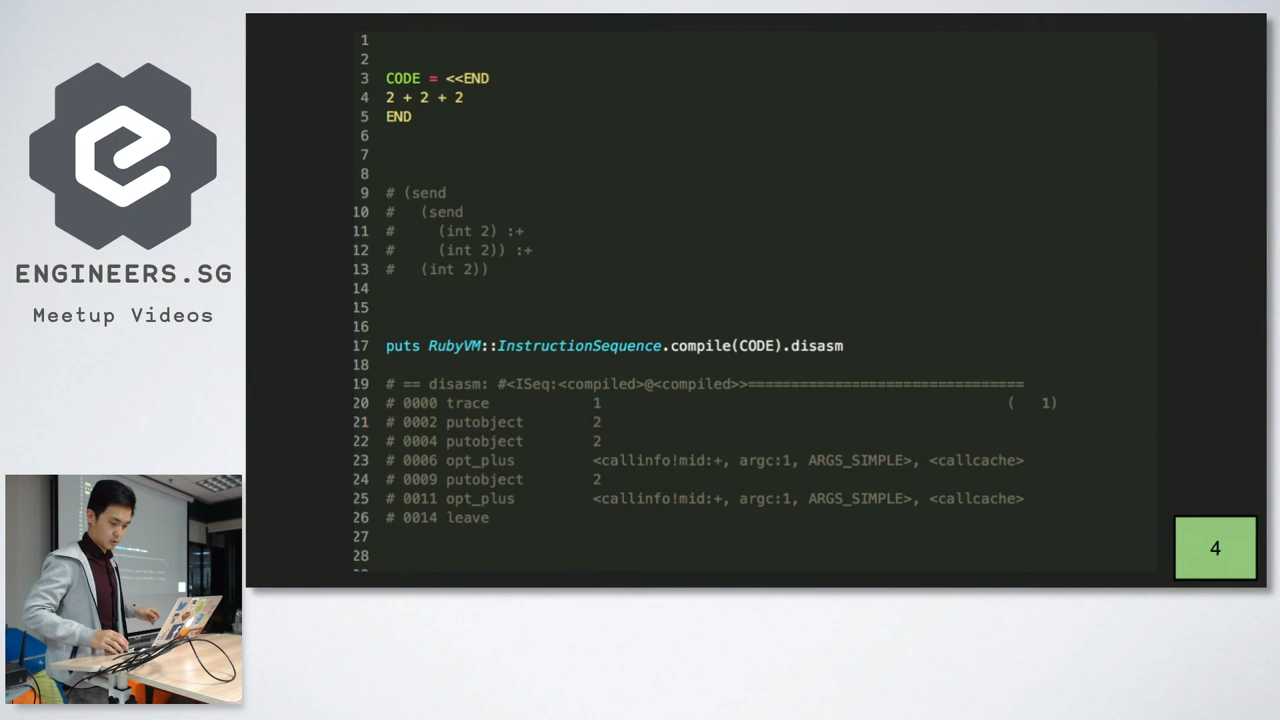 ENGINEERS.SG
Meetup Videos
1
2
3 CODE = <<END
4 2 + 2 + 2
5 END
6
7
8
9 # (send
10 #   (send
11 #     (int 2) :+
12 #     (int 2)) :+
13 #   (int 2))
14
15
16
17 puts RubyVM::InstructionSequence.compile(CODE).disasm
18
19 # == disasm: #<ISeq:<compiled>@<compiled>>================================
20 # 0000 trace            1                                               (   1)
21 # 0002 putobject        2
22 # 0004 putobject        2
23 # 0006 opt_plus         <callinfo!mid:+, argc:1, ARGS_SIMPLE>, <callcache>
24 # 0009 putobject        2
25 # 0011 opt_plus         <callinfo!mid:+, argc:1, ARGS_SIMPLE>, <callcache>
26 # 0014 leave
27
28
4